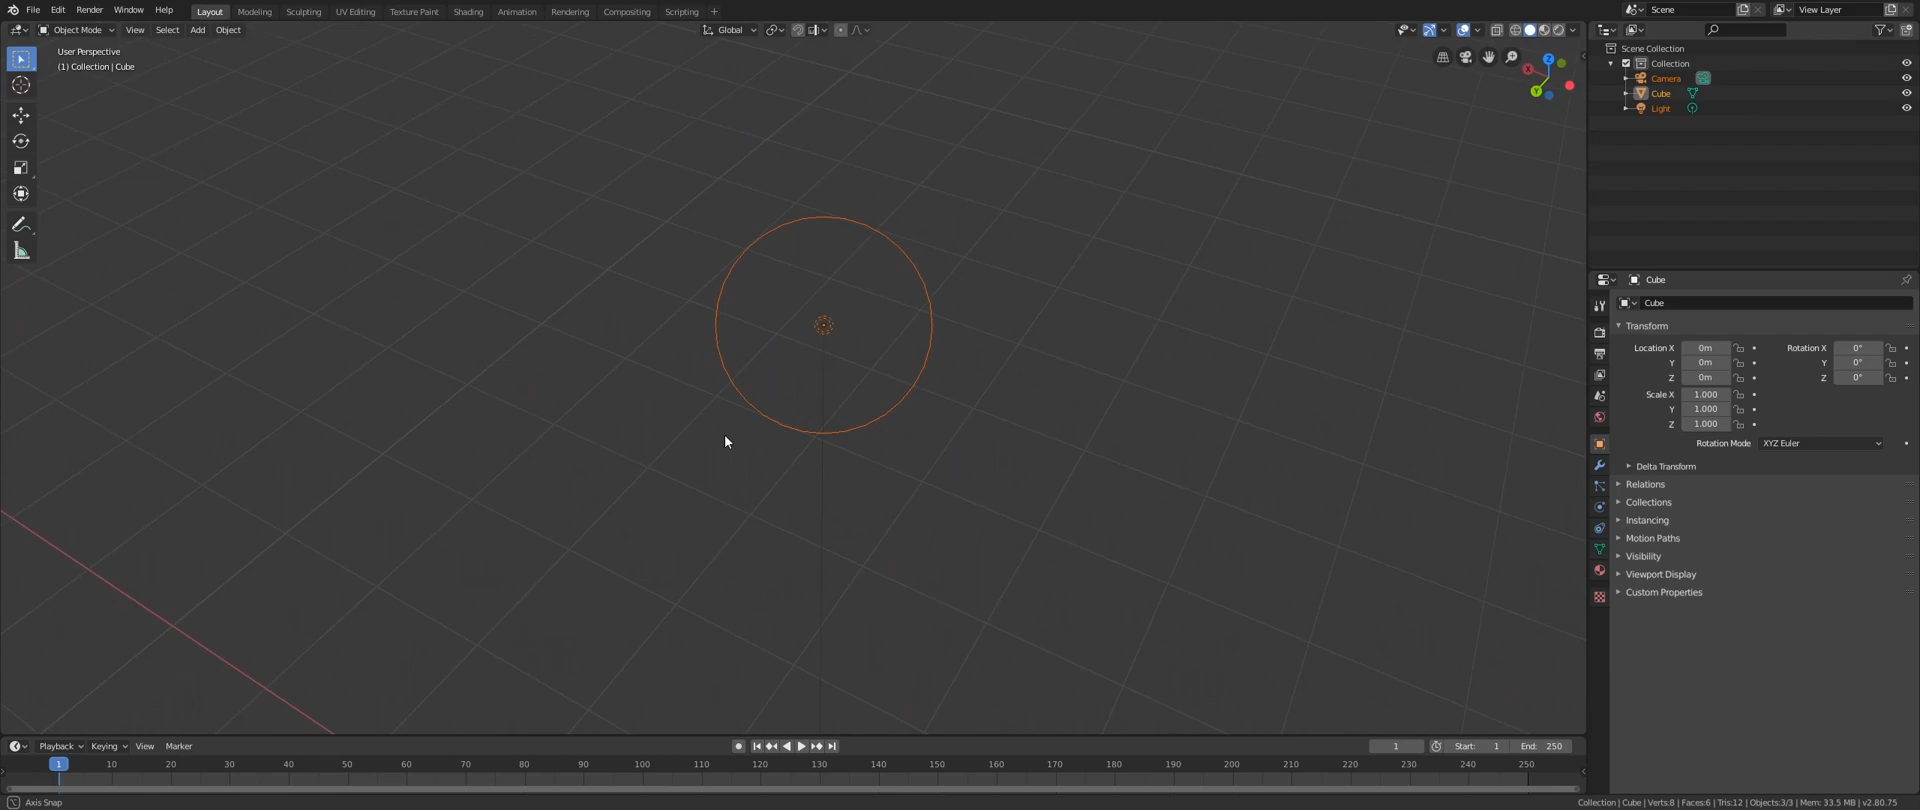 File Edit Render Window Help Layout Modeling Sculpting UV Editing Texture Paint Shading Animation Rendering Compositing Scripting + Scene View Layer
Object Mode View Select Add Object Global
User Perspective
(1) Collection | Cube
X
Y
Z
Scene Collection
Collection
Camera
Cube
Light
Cube
Cube
Transform
Location X 0m Rotation X 0°
Y 0m Y 0°
Z 0m Z 0°
Scale X 1.000
Y 1.000
Z 1.000
Rotation Mode XYZ Euler
Delta Transform
Relations
Collections
Instancing
Motion Paths
Visibility
Viewport Display
Custom Properties
Playback Keying View Marker 1 Start: 1 End: 250
1 10 20 30 40 50 60 70 80 90 100 110 120 130 140 150 160 170 180 190 200 210 220 230 240 250
Axis Snap Collection | Cube | Verts:8 | Faces:6 | Tris:12 | Objects:3/3 | Mem: 33.5 MB | v2.80.75